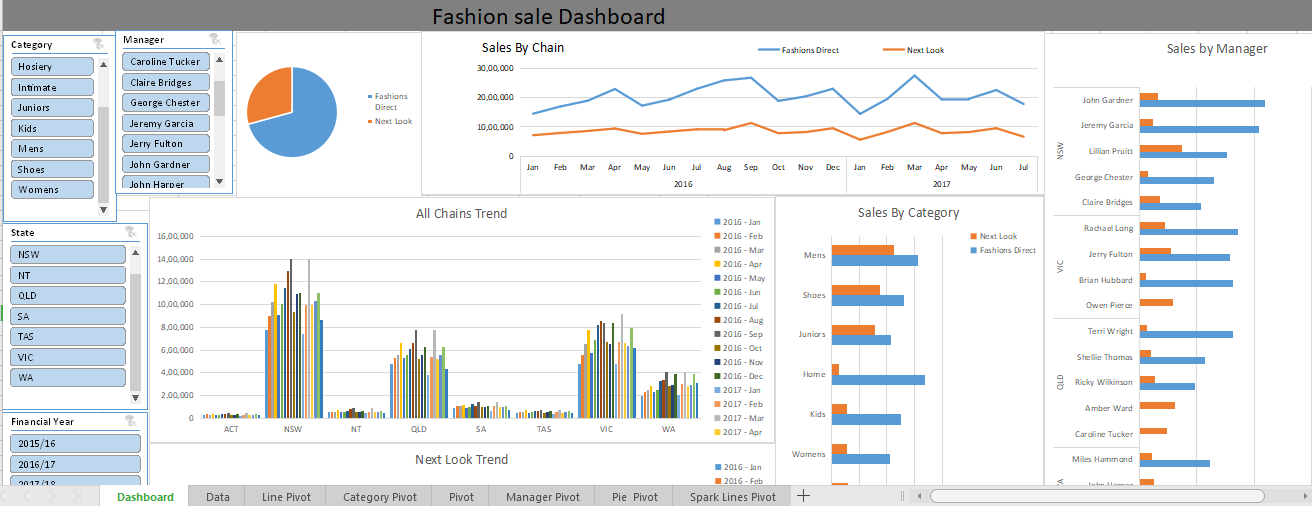 Fashion sale Dashboard
Category
Hosiery
Intimate
Juniors
Kids
Mens
Shoes
Womens
Manager
Caroline Tucker
Claire Bridges
George Chester
Jeremy Garcia
Jerry Fulton
John Gardner
John Harper
Fashions
Direct
Next Look
Sales By Chain
Fashions Direct
Next Look
30,00,000
20,00,000
10,00,000
0
Jan Feb Mar Apr May Jun Jul Aug Sep Oct Nov Dec Jan Feb Mar Apr May Jun Jul
2016 2017
Sales by Manager
NSW
John Gardner
Jeremy Garcia
Lillian Pruitt
George Chester
Claire Bridges
VIC
Rachael Long
Jerry Fulton
Brian Hubbard
Owen Pierce
QLD
Terri Wright
Shellie Thomas
Ricky Wilkinson
Amber Ward
Caroline Tucker
Miles Hammond
John Harper
State
NSW
NT
QLD
SA
TAS
VIC
WA
Financial Year
2015/16
2016/17
2017/18
All Chains Trend
16,00,000
14,00,000
12,00,000
10,00,000
8,00,000
6,00,000
4,00,000
2,00,000
0
ACT NSW NT QLD SA TAS VIC WA
2016 - Jan
2016 - Feb
2016 - Mar
2016 - Apr
2016 - May
2016 - Jun
2016 - Jul
2016 - Aug
2016 - Sep
2016 - Oct
2016 - Nov
2016 - Dec
2017 - Jan
2017 - Feb
2017 - Mar
2017 - Apr
Sales By Category
Next Look
Fashions Direct
Mens
Shoes
Juniors
Home
Kids
Womens
Next Look Trend
2016 - Jan
2016 - Feb
Dashboard Data Line Pivot Category Pivot Pivot Manager Pivot Pie Pivot Spark Lines Pivot